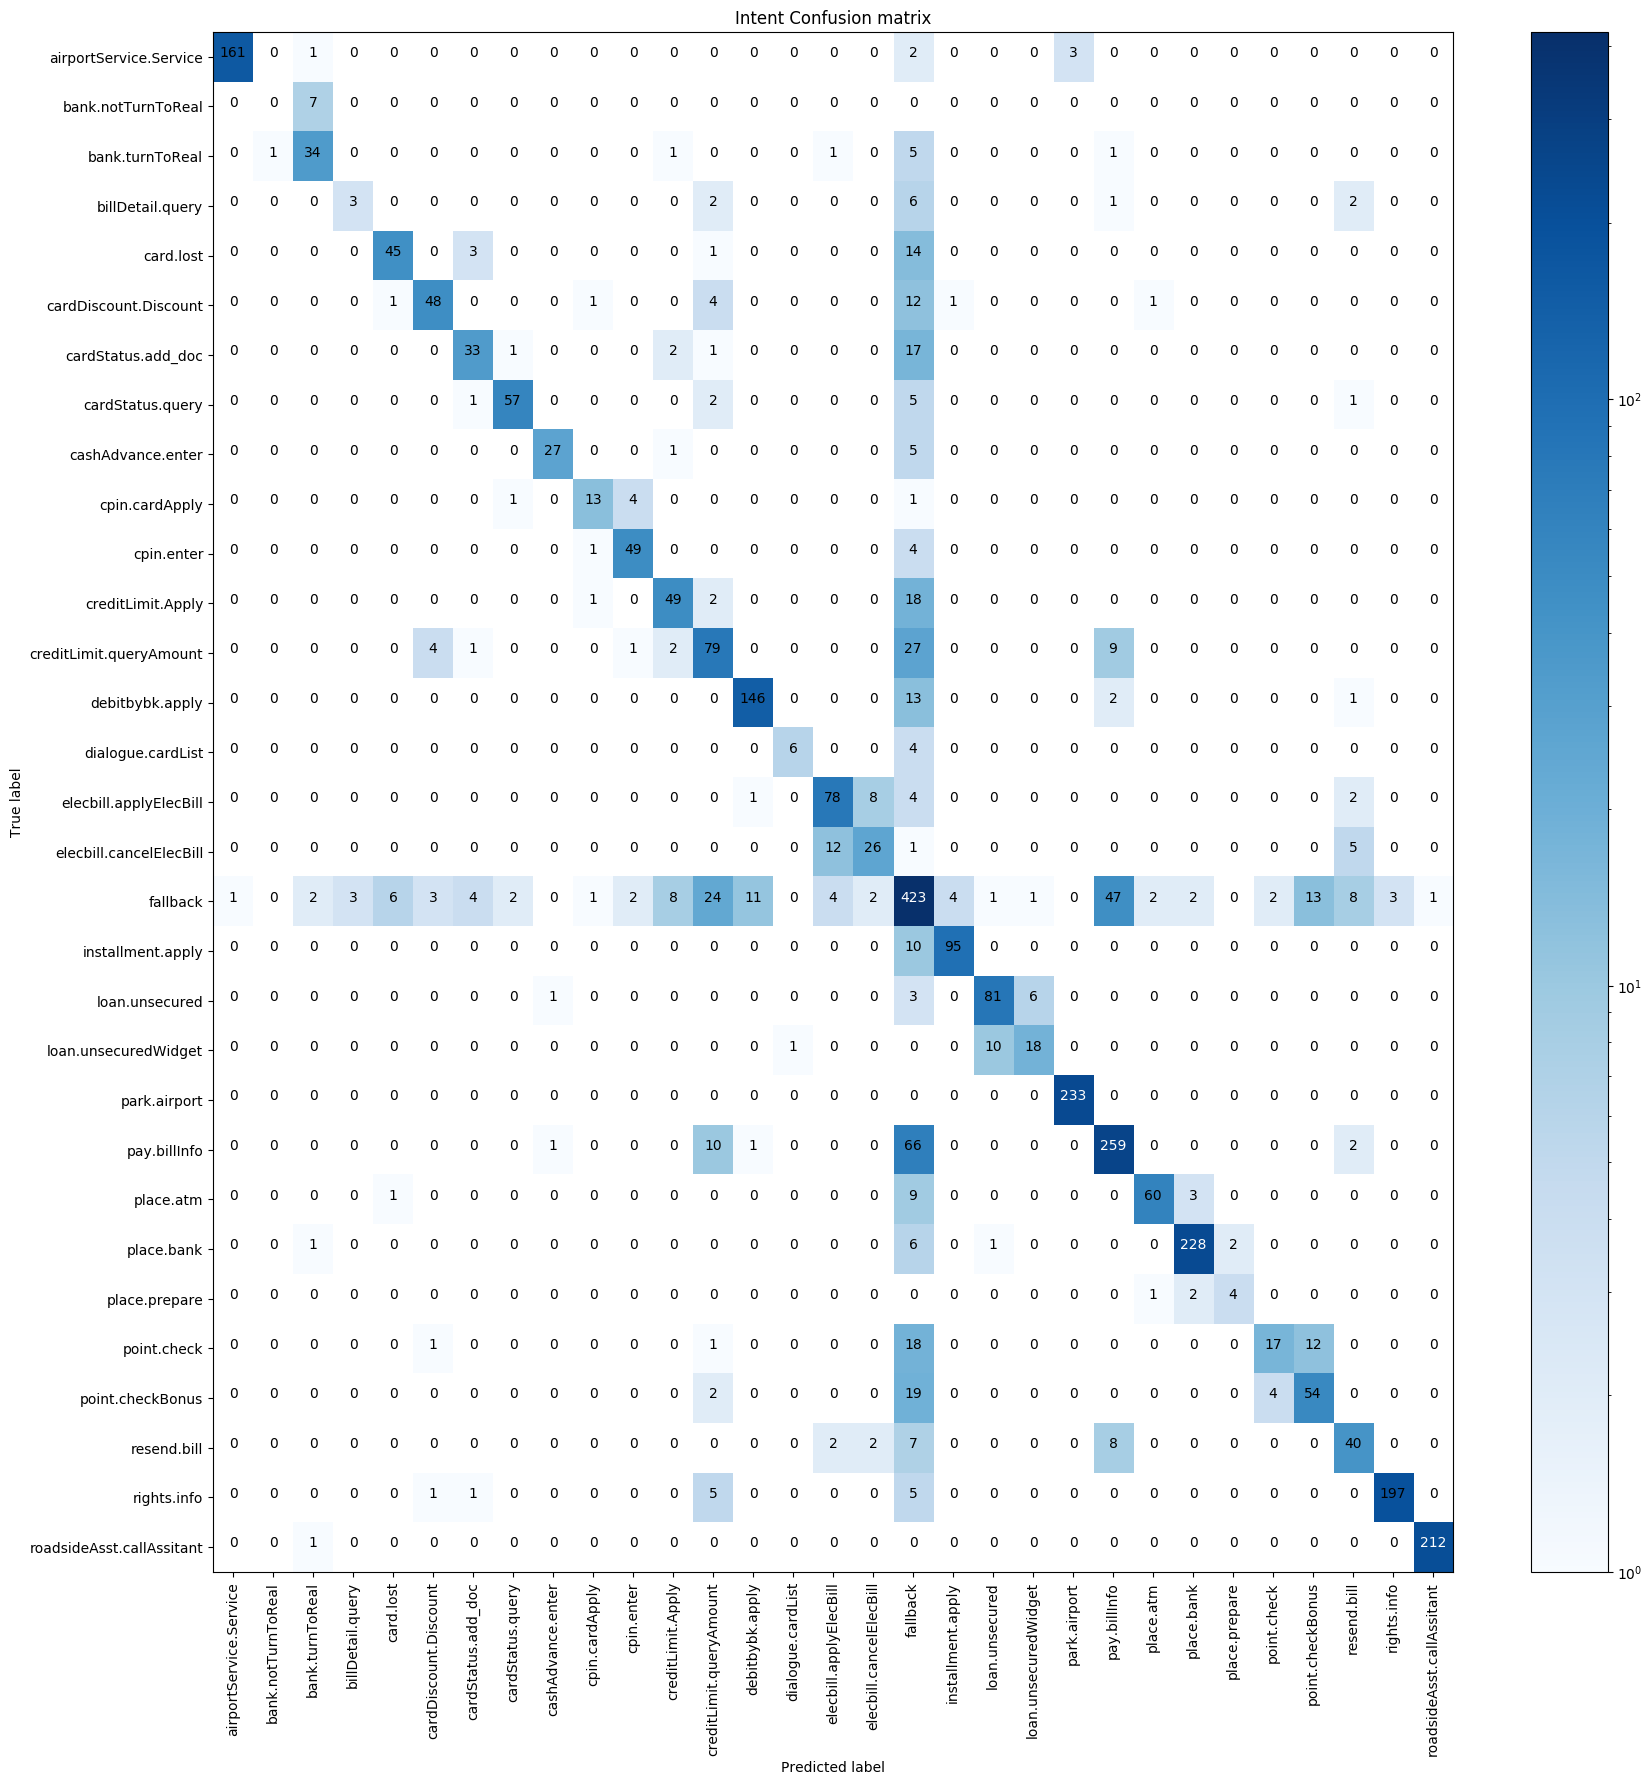 Intent Confusion matrix
airportService.Service 161 0 1 0 0 0 0 0 0 0 0 0 0 0 0 0 0 2 0 0 0 3 0 0 0 0 0 0 0 0 0
bank.notTurnToReal 0 0 7 0 0 0 0 0 0 0 0 0 0 0 0 0 0 0 0 0 0 0 0 0 0 0 0 0 0 0 0
bank.turnToReal 0 1 34 0 0 0 0 0 0 0 0 1 0 0 0 1 0 5 0 0 0 0 1 0 0 0 0 0 0 0 0
billDetail.query 0 0 0 3 0 0 0 0 0 0 0 0 2 0 0 0 0 6 0 0 0 0 1 0 0 0 0 0 2 0 0
card.lost 0 0 0 0 45 0 3 0 0 0 0 0 1 0 0 0 0 14 0 0 0 0 0 0 0 0 0 0 0 0 0
cardDiscount.Discount 0 0 0 0 1 48 0 0 0 1 0 0 4 0 0 0 0 12 1 0 0 0 0 1 0 0 0 0 0 0 0
cardStatus.add_doc 0 0 0 0 0 0 33 1 0 0 0 2 1 0 0 0 0 17 0 0 0 0 0 0 0 0 0 0 0 0 0
cardStatus.query 0 0 0 0 0 0 1 57 0 0 0 0 2 0 0 0 0 5 0 0 0 0 0 0 0 0 0 0 1 0 0
cashAdvance.enter 0 0 0 0 0 0 0 0 27 0 0 1 0 0 0 0 0 5 0 0 0 0 0 0 0 0 0 0 0 0 0
cpin.cardApply 0 0 0 0 0 0 0 1 0 13 4 0 0 0 0 0 0 1 0 0 0 0 0 0 0 0 0 0 0 0 0
cpin.enter 0 0 0 0 0 0 0 0 0 1 49 0 0 0 0 0 0 4 0 0 0 0 0 0 0 0 0 0 0 0 0
creditLimit.Apply 0 0 0 0 0 0 0 0 0 1 0 49 2 0 0 0 0 18 0 0 0 0 0 0 0 0 0 0 0 0 0
creditLimit.queryAmount 0 0 0 0 0 4 1 0 0 0 1 2 79 0 0 0 0 27 0 0 0 0 9 0 0 0 0 0 0 0 0
debitbybk.apply 0 0 0 0 0 0 0 0 0 0 0 0 0 146 0 0 0 13 0 0 0 0 2 0 0 0 0 0 1 0 0
dialogue.cardList 0 0 0 0 0 0 0 0 0 0 0 0 0 0 6 0 0 4 0 0 0 0 0 0 0 0 0 0 0 0 0
elecbill.applyElecBill 0 0 0 0 0 0 0 0 0 0 0 0 0 1 0 78 8 4 0 0 0 0 0 0 0 0 0 0 2 0 0
elecbill.cancelElecBill 0 0 0 0 0 0 0 0 0 0 0 0 0 0 0 12 26 1 0 0 0 0 0 0 0 0 0 0 5 0 0
fallback 1 0 2 3 6 3 4 2 0 1 2 8 24 11 0 4 2 423 4 1 1 0 47 2 2 0 2 13 8 3 1
installment.apply 0 0 0 0 0 0 0 0 0 0 0 0 0 0 0 0 0 10 95 0 0 0 0 0 0 0 0 0 0 0 0
loan.unsecured 0 0 0 0 0 0 0 0 1 0 0 0 0 0 0 0 0 3 0 81 6 0 0 0 0 0 0 0 0 0 0
loan.unsecuredWidget 0 0 0 0 0 0 0 0 0 0 0 0 0 0 1 0 0 0 0 10 18 0 0 0 0 0 0 0 0 0 0
park.airport 0 0 0 0 0 0 0 0 0 0 0 0 0 0 0 0 0 0 0 0 0 233 0 0 0 0 0 0 0 0 0
pay.billInfo 0 0 0 0 0 0 0 0 1 0 0 0 10 1 0 0 0 66 0 0 0 0 259 0 0 0 0 0 2 0 0
place.atm 0 0 0 0 1 0 0 0 0 0 0 0 0 0 0 0 0 9 0 0 0 0 0 60 3 0 0 0 0 0 0
place.bank 0 0 1 0 0 0 0 0 0 0 0 0 0 0 0 0 0 6 0 1 0 0 0 0 228 2 0 0 0 0 0
place.prepare 0 0 0 0 0 0 0 0 0 0 0 0 0 0 0 0 0 0 0 0 0 0 0 1 2 4 0 0 0 0 0
point.check 0 0 0 0 0 1 0 0 0 0 0 0 1 0 0 0 0 18 0 0 0 0 0 0 0 0 17 12 0 0 0
point.checkBonus 0 0 0 0 0 0 0 0 0 0 0 0 2 0 0 0 0 19 0 0 0 0 0 0 0 0 4 54 0 0 0
resend.bill 0 0 0 0 0 0 0 0 0 0 0 0 0 0 0 2 2 7 0 0 0 0 8 0 0 0 0 0 40 0 0
rights.info 0 0 0 0 0 1 1 0 0 0 0 0 5 0 0 0 0 5 0 0 0 0 0 0 0 0 0 0 0 197 0
roadsideAsst.callAssitant 0 0 1 0 0 0 0 0 0 0 0 0 0 0 0 0 0 0 0 0 0 0 0 0 0 0 0 0 0 0 212
True label
airportService.Service
bank.notTurnToReal
bank.turnToReal
billDetail.query
card.lost
cardDiscount.Discount
cardStatus.add_doc
cardStatus.query
cashAdvance.enter
cpin.cardApply
cpin.enter
creditLimit.Apply
creditLimit.queryAmount
debitbybk.apply
dialogue.cardList
elecbill.applyElecBill
elecbill.cancelElecBill
fallback
installment.apply
loan.unsecured
loan.unsecuredWidget
park.airport
pay.billInfo
place.atm
place.bank
place.prepare
point.check
point.checkBonus
resend.bill
rights.info
roadsideAsst.callAssitant
Predicted label
10²
10¹
10⁰